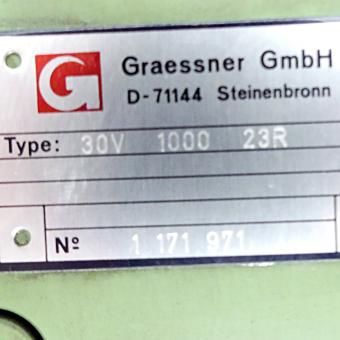 G
Graessner GmbH
D-71144 Steinenbronn
Type: 30V 1000 23R
Nº 1 171 971